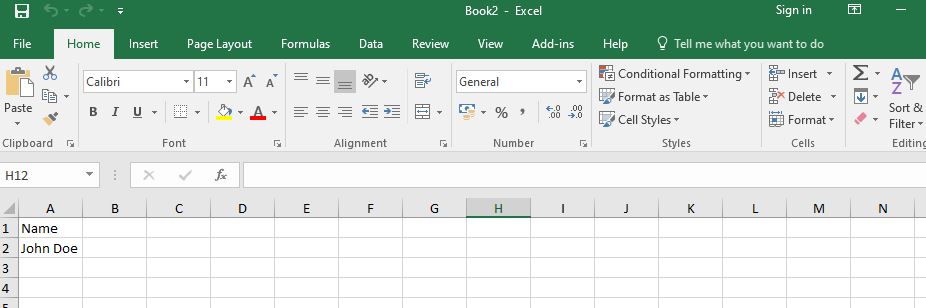 Book2 - Excel
Sign in
File Home Insert Page Layout Formulas Data Review View Add-ins Help Tell me what you want to do
Calibri 11 A A General Conditional Formatting Insert Σ A Z
Paste B I U A % , .00 .0 Format as Table Delete Sort & Filter
Cell Styles Format
Clipboard Font Alignment Number Styles Cells Editing
H12 fx
A B C D E F G H I J K L M N
1 Name
2 John Doe
3
4